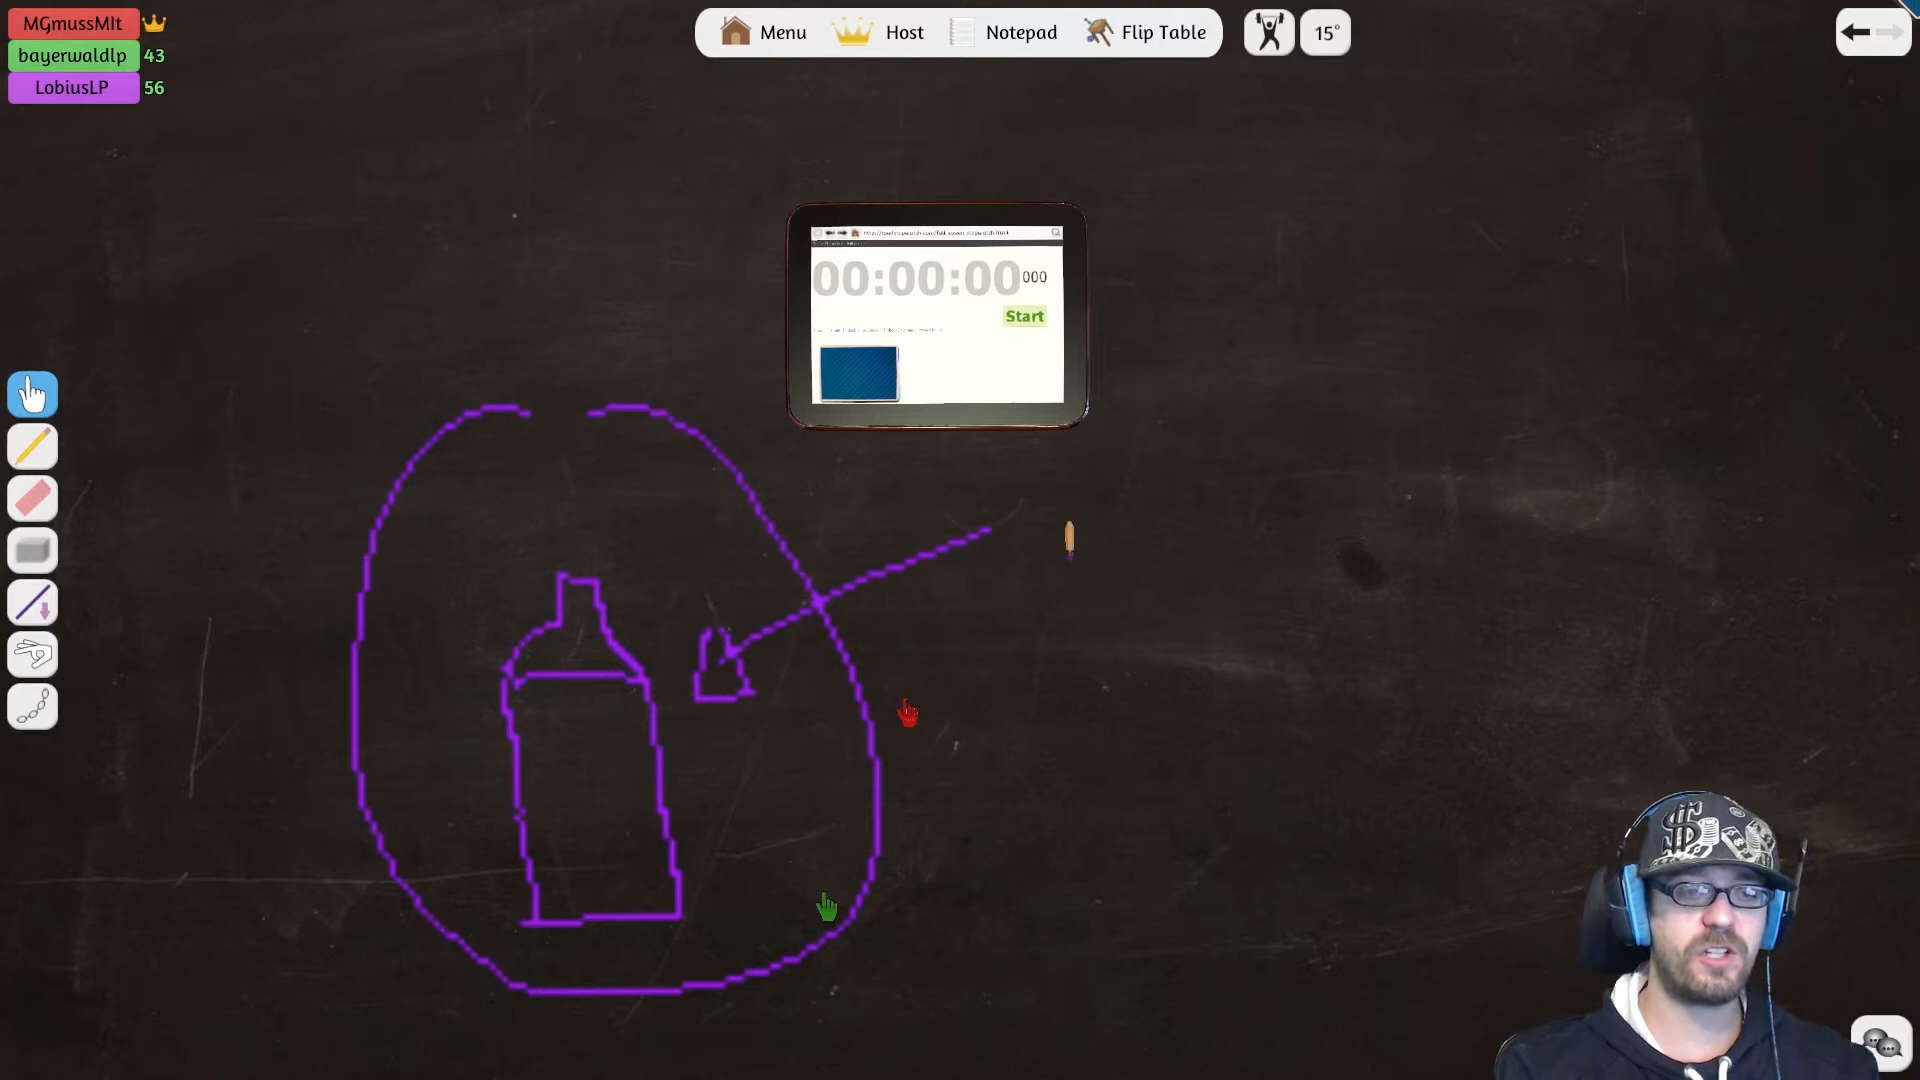 MGmussMIt
bayerwaldlp 43
LobiusLP 56
Menu Host Notepad Flip Table 15°
00:00:00 000
Start